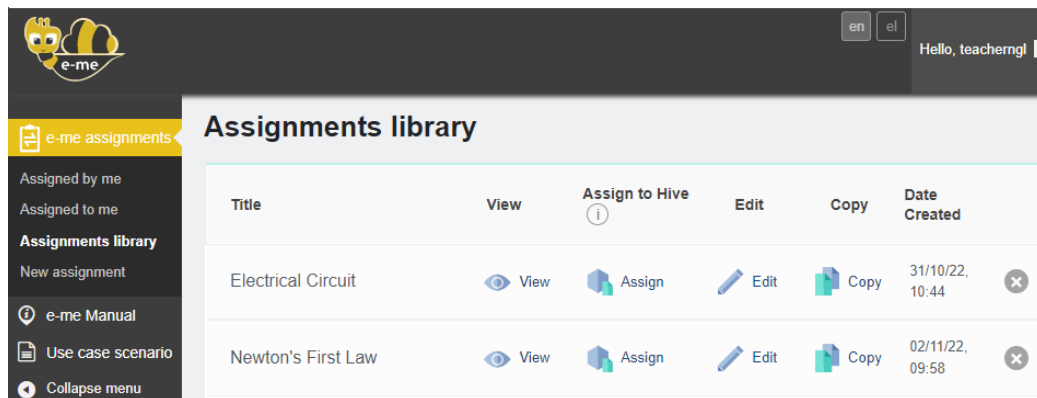 e-me
en el
Hello, teacherngl
e-me assignments
Assigned by me
Assigned to me
Assignments library
New assignment
e-me Manual
Use case scenario
Collapse menu
Assignments library
Title View Assign to Hive i Edit Copy Date Created
Electrical Circuit View Assign Edit Copy 31/10/22, 10:44
Newton's First Law View Assign Edit Copy 02/11/22, 09:58